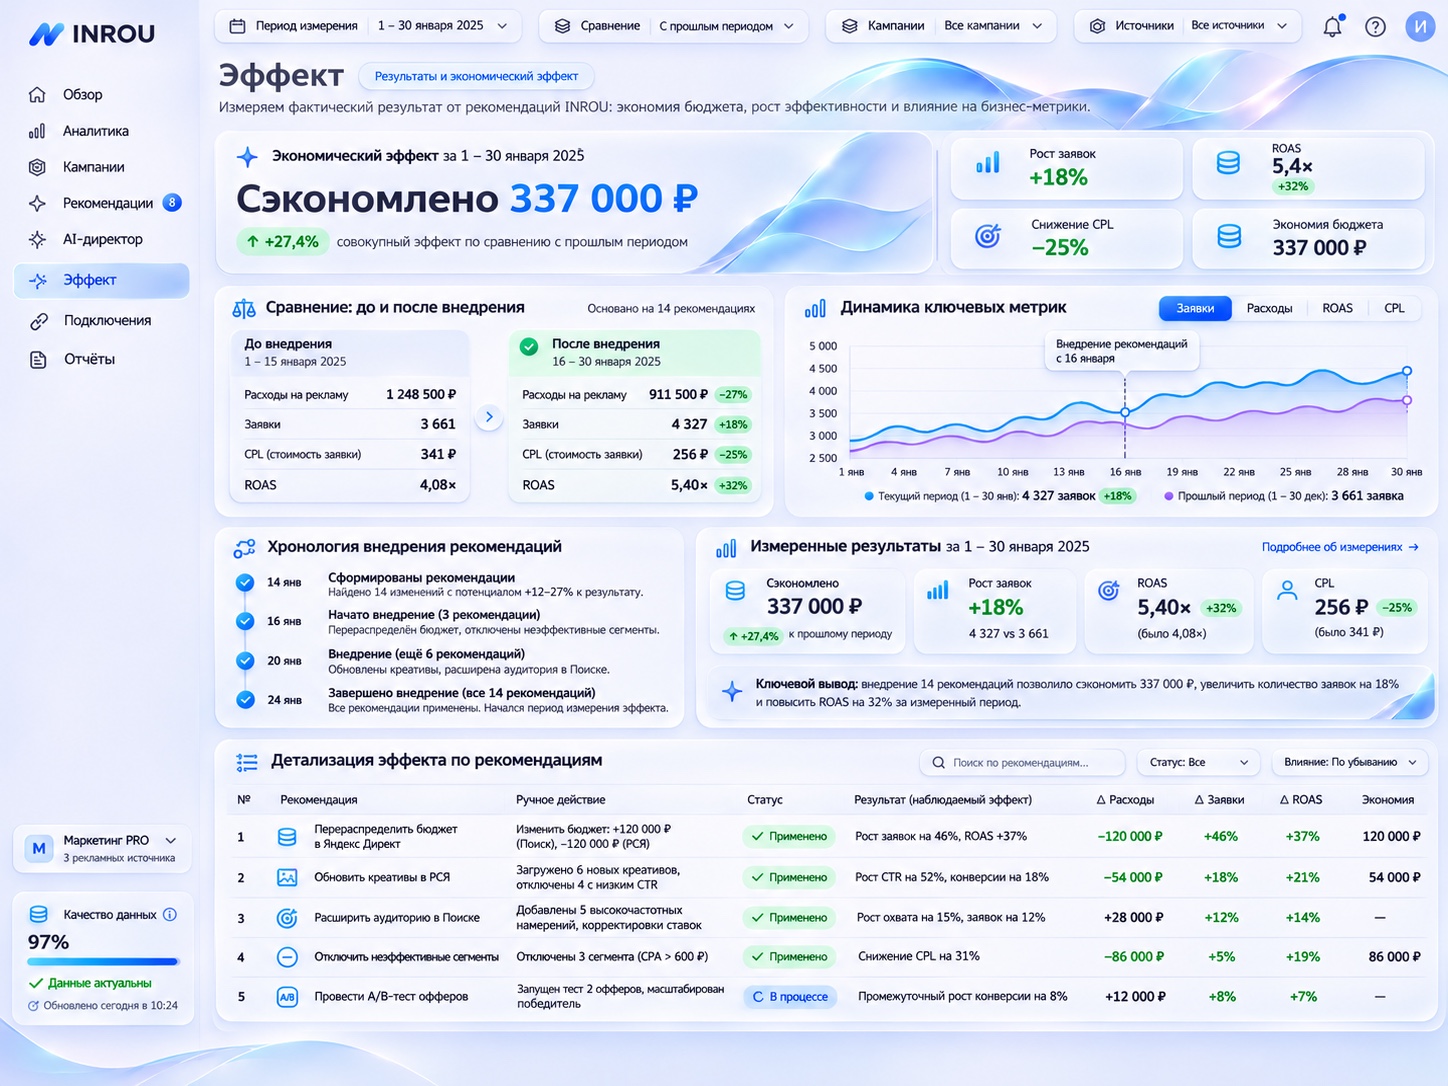 INROU
Период измерения 1 – 30 января 2025
Сравнение С прошлым периодом
Кампании Все кампании
Источники Все источники
И
Обзор
Аналитика
Кампании
Рекомендации 8
AI-директор
Эффект
Подключения
Отчёты
Маркетинг PRO
М
3 рекламных источника
Качество данных
97%
Данные актуальны
Обновлено сегодня в 10:24
Эффект Результаты и экономический эффект
Измеряем фактический результат от рекомендаций INROU: экономия бюджета, рост эффективности и влияние на бизнес-метрики.
Экономический эффект за 1 – 30 января 2025
Сэкономлено 337 000 ₽
↑ +27,4% совокупный эффект по сравнению с прошлым периодом
Рост заявок
+18%
ROAS
5,4×
+32%
Снижение CPL
−25%
Экономия бюджета
337 000 ₽
Сравнение: до и после внедрения Основано на 14 рекомендациях
До внедрения
1 – 15 января 2025
Расходы на рекламу 1 248 500 ₽
Заявки 3 661
CPL (стоимость заявки) 341 ₽
ROAS 4,08×
После внедрения
16 – 30 января 2025
Расходы на рекламу 911 500 ₽ −27%
Заявки 4 327 +18%
CPL (стоимость заявки) 256 ₽ −25%
ROAS 5,40× +32%
Динамика ключевых метрик Заявки Расходы ROAS CPL
Внедрение рекомендаций
с 16 января
5 000
4 500
4 000
3 500
3 000
2 500
1 янв 4 янв 7 янв 10 янв 13 янв 16 янв 19 янв 22 янв 25 янв 28 янв 30 янв
Текущий период (1 – 30 янв): 4 327 заявок +18% Прошлый период (1 – 30 дек): 3 661 заявка
Хронология внедрения рекомендаций
14 янв Сформированы рекомендации
Найдено 14 изменений с потенциалом +12–27% к результату.
16 янв Начато внедрение (3 рекомендации)
Перераспределён бюджет, отключены неэффективные сегменты.
20 янв Внедрение (ещё 6 рекомендаций)
Обновлены креативы, расширена аудитория в Поиске.
24 янв Завершено внедрение (все 14 рекомендаций)
Все рекомендации применены. Начался период измерения эффекта.
Измеренные результаты за 1 – 30 января 2025 Подробнее об измерениях →
Сэкономлено
337 000 ₽
↑ +27,4% к прошлому периоду
Рост заявок
+18%
4 327 vs 3 661
ROAS
5,40× +32%
(было 4,08×)
CPL
256 ₽ −25%
(было 341 ₽)
Ключевой вывод: внедрение 14 рекомендаций позволило сэкономить 337 000 ₽, увеличить количество заявок на 18%
и повысить ROAS на 32% за измеренный период.
Детализация эффекта по рекомендациям Поиск по рекомендациям... Статус: Все Влияние: По убыванию
№ Рекомендация Ручное действие Статус Результат (наблюдаемый эффект) Δ Расходы Δ Заявки Δ ROAS Экономия
1 Перераспределить бюджет
в Яндекс Директ
Изменить бюджет: +120 000 ₽
(Поиск), −120 000 ₽ (РСЯ)
Применено Рост заявок на 46%, ROAS +37% −120 000 ₽ +46% +37% 120 000 ₽
2 Обновить креативы в РСЯ
Загружено 6 новых креативов,
отключены 4 с низким CTR
Применено Рост CTR на 52%, конверсии на 18% −54 000 ₽ +18% +21% 54 000 ₽
3 Расширить аудиторию в Поиске
Добавлены 5 высокочастотных
намерений, корректировки ставок
Применено Рост охвата на 15%, заявок на 12% +28 000 ₽ +12% +14% —
4 Отключить неэффективные сегменты Отключены 3 сегмента (CPA > 600 ₽) Применено Снижение CPL на 31% −86 000 ₽ +5% +19% 86 000 ₽
5 A/B Провести A/B-тест офферов
Запущен тест 2 офферов, масштабирован
победитель
В процессе Промежуточный рост конверсии на 8% +12 000 ₽ +8% +7% —